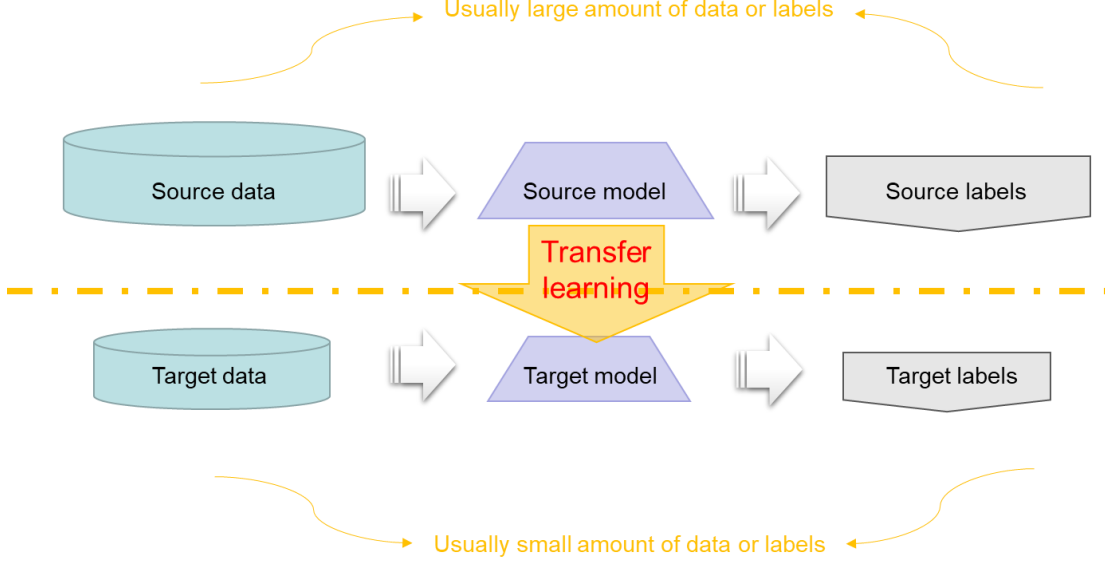 Usually large amount of data or labels
Source data
Source model
Source labels
Transfer
learning
Target data
Target model
Target labels
Usually small amount of data or labels